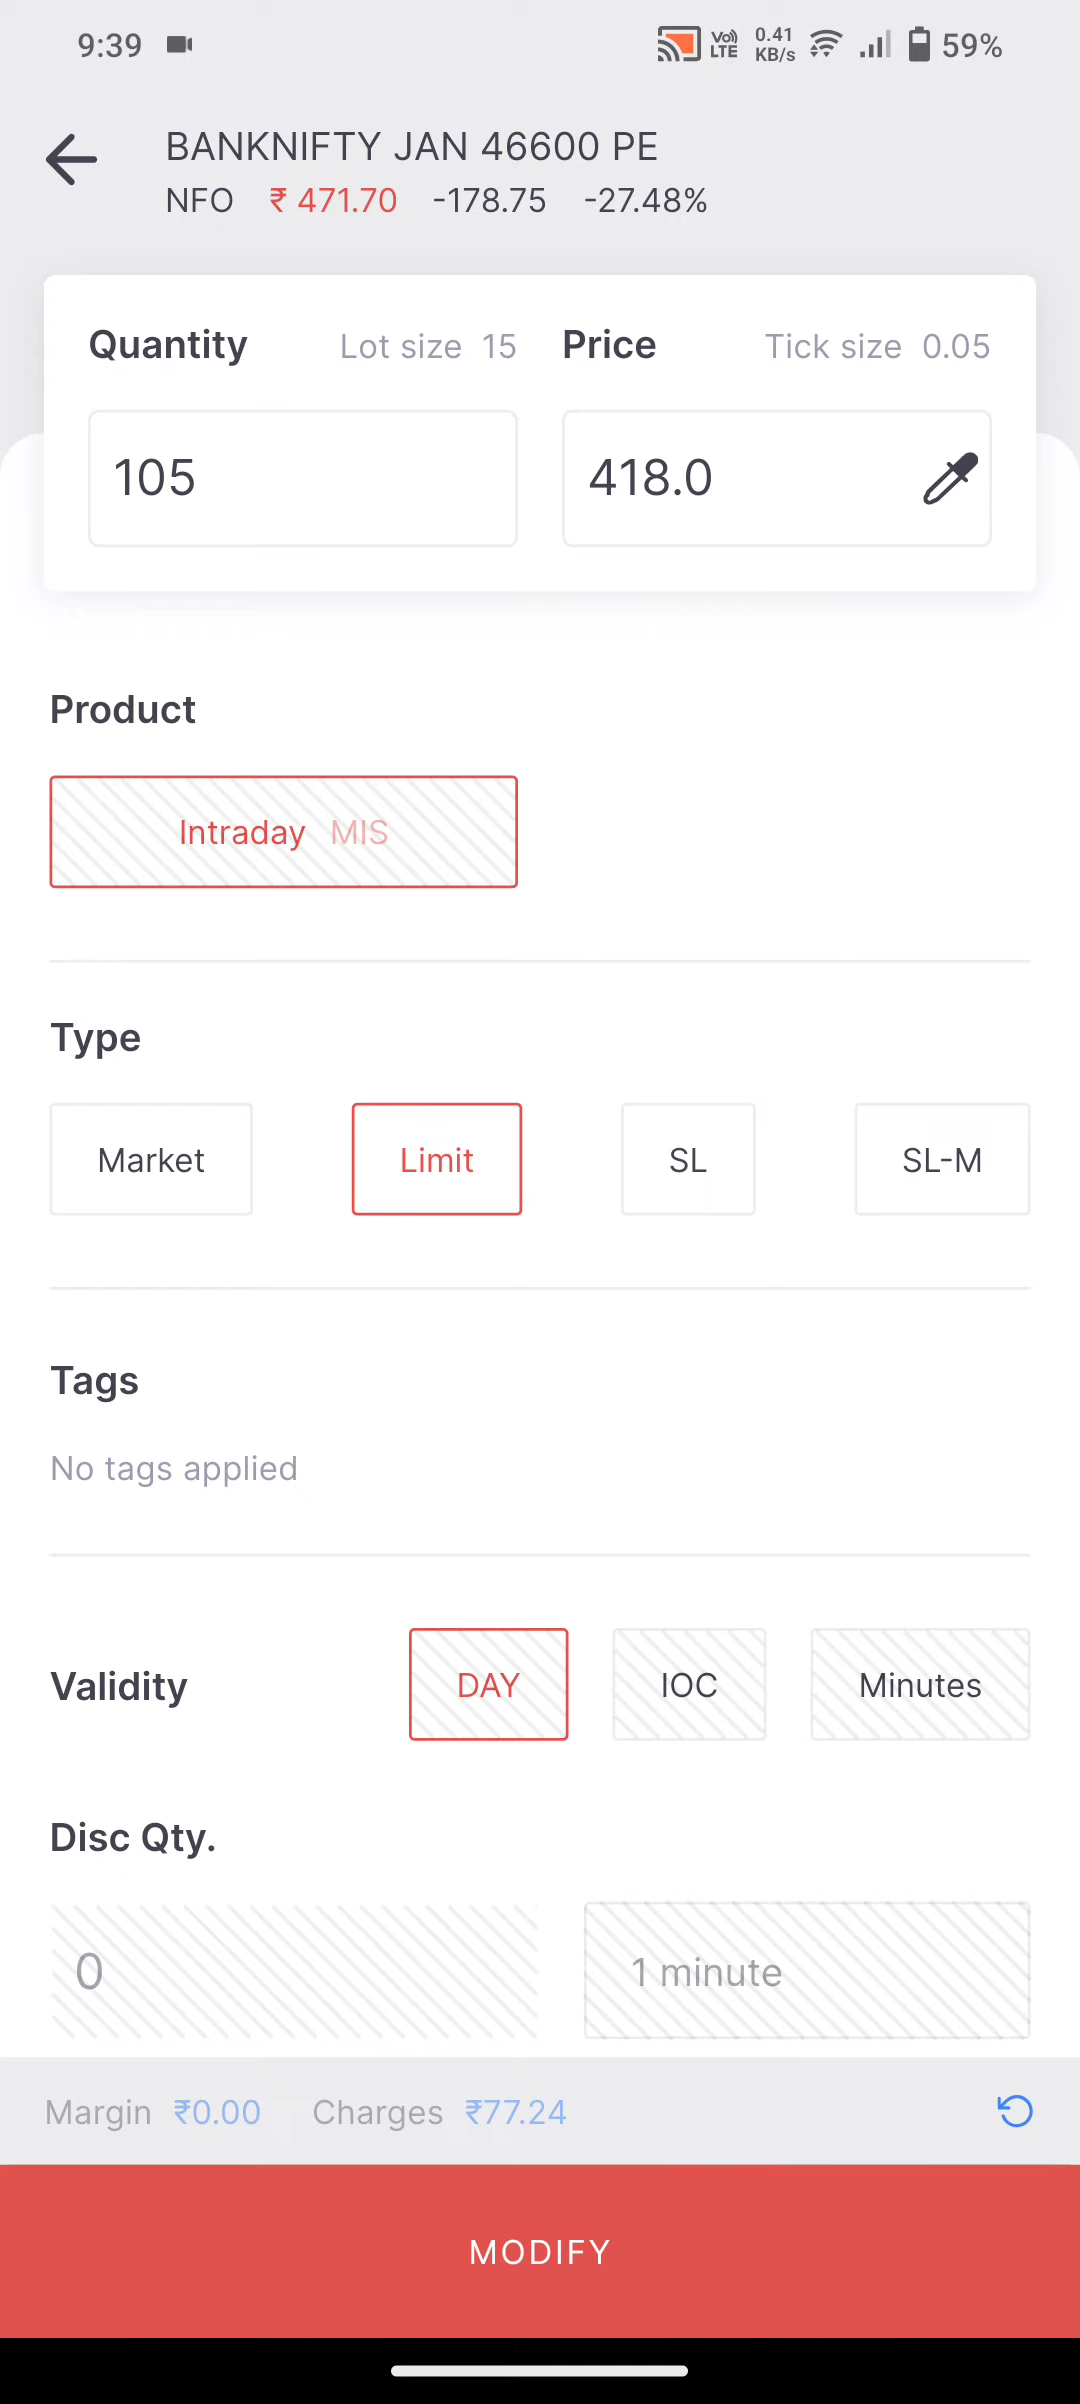 9:39 Vo) LTE 0.41 KB/s 59%
BANKNIFTY JAN 46600 PE
NFO ₹ 471.70 -178.75 -27.48%
Quantity Lot size 15 Price Tick size 0.05
105 418.0
Product
Intraday MIS
Type
Market Limit SL SL-M
Tags
No tags applied
Validity DAY IOC Minutes
Disc Qty.
0 1 minute
Margin ₹0.00 Charges ₹77.24
MODIFY